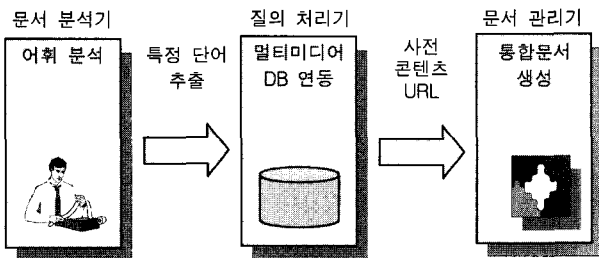 문서 분석기
어휘 분석
특정 단어
추출
질의 처리기
멀티미디어
DB 연동
사전
콘텐츠
URL
문서 관리기
통합문서
생성